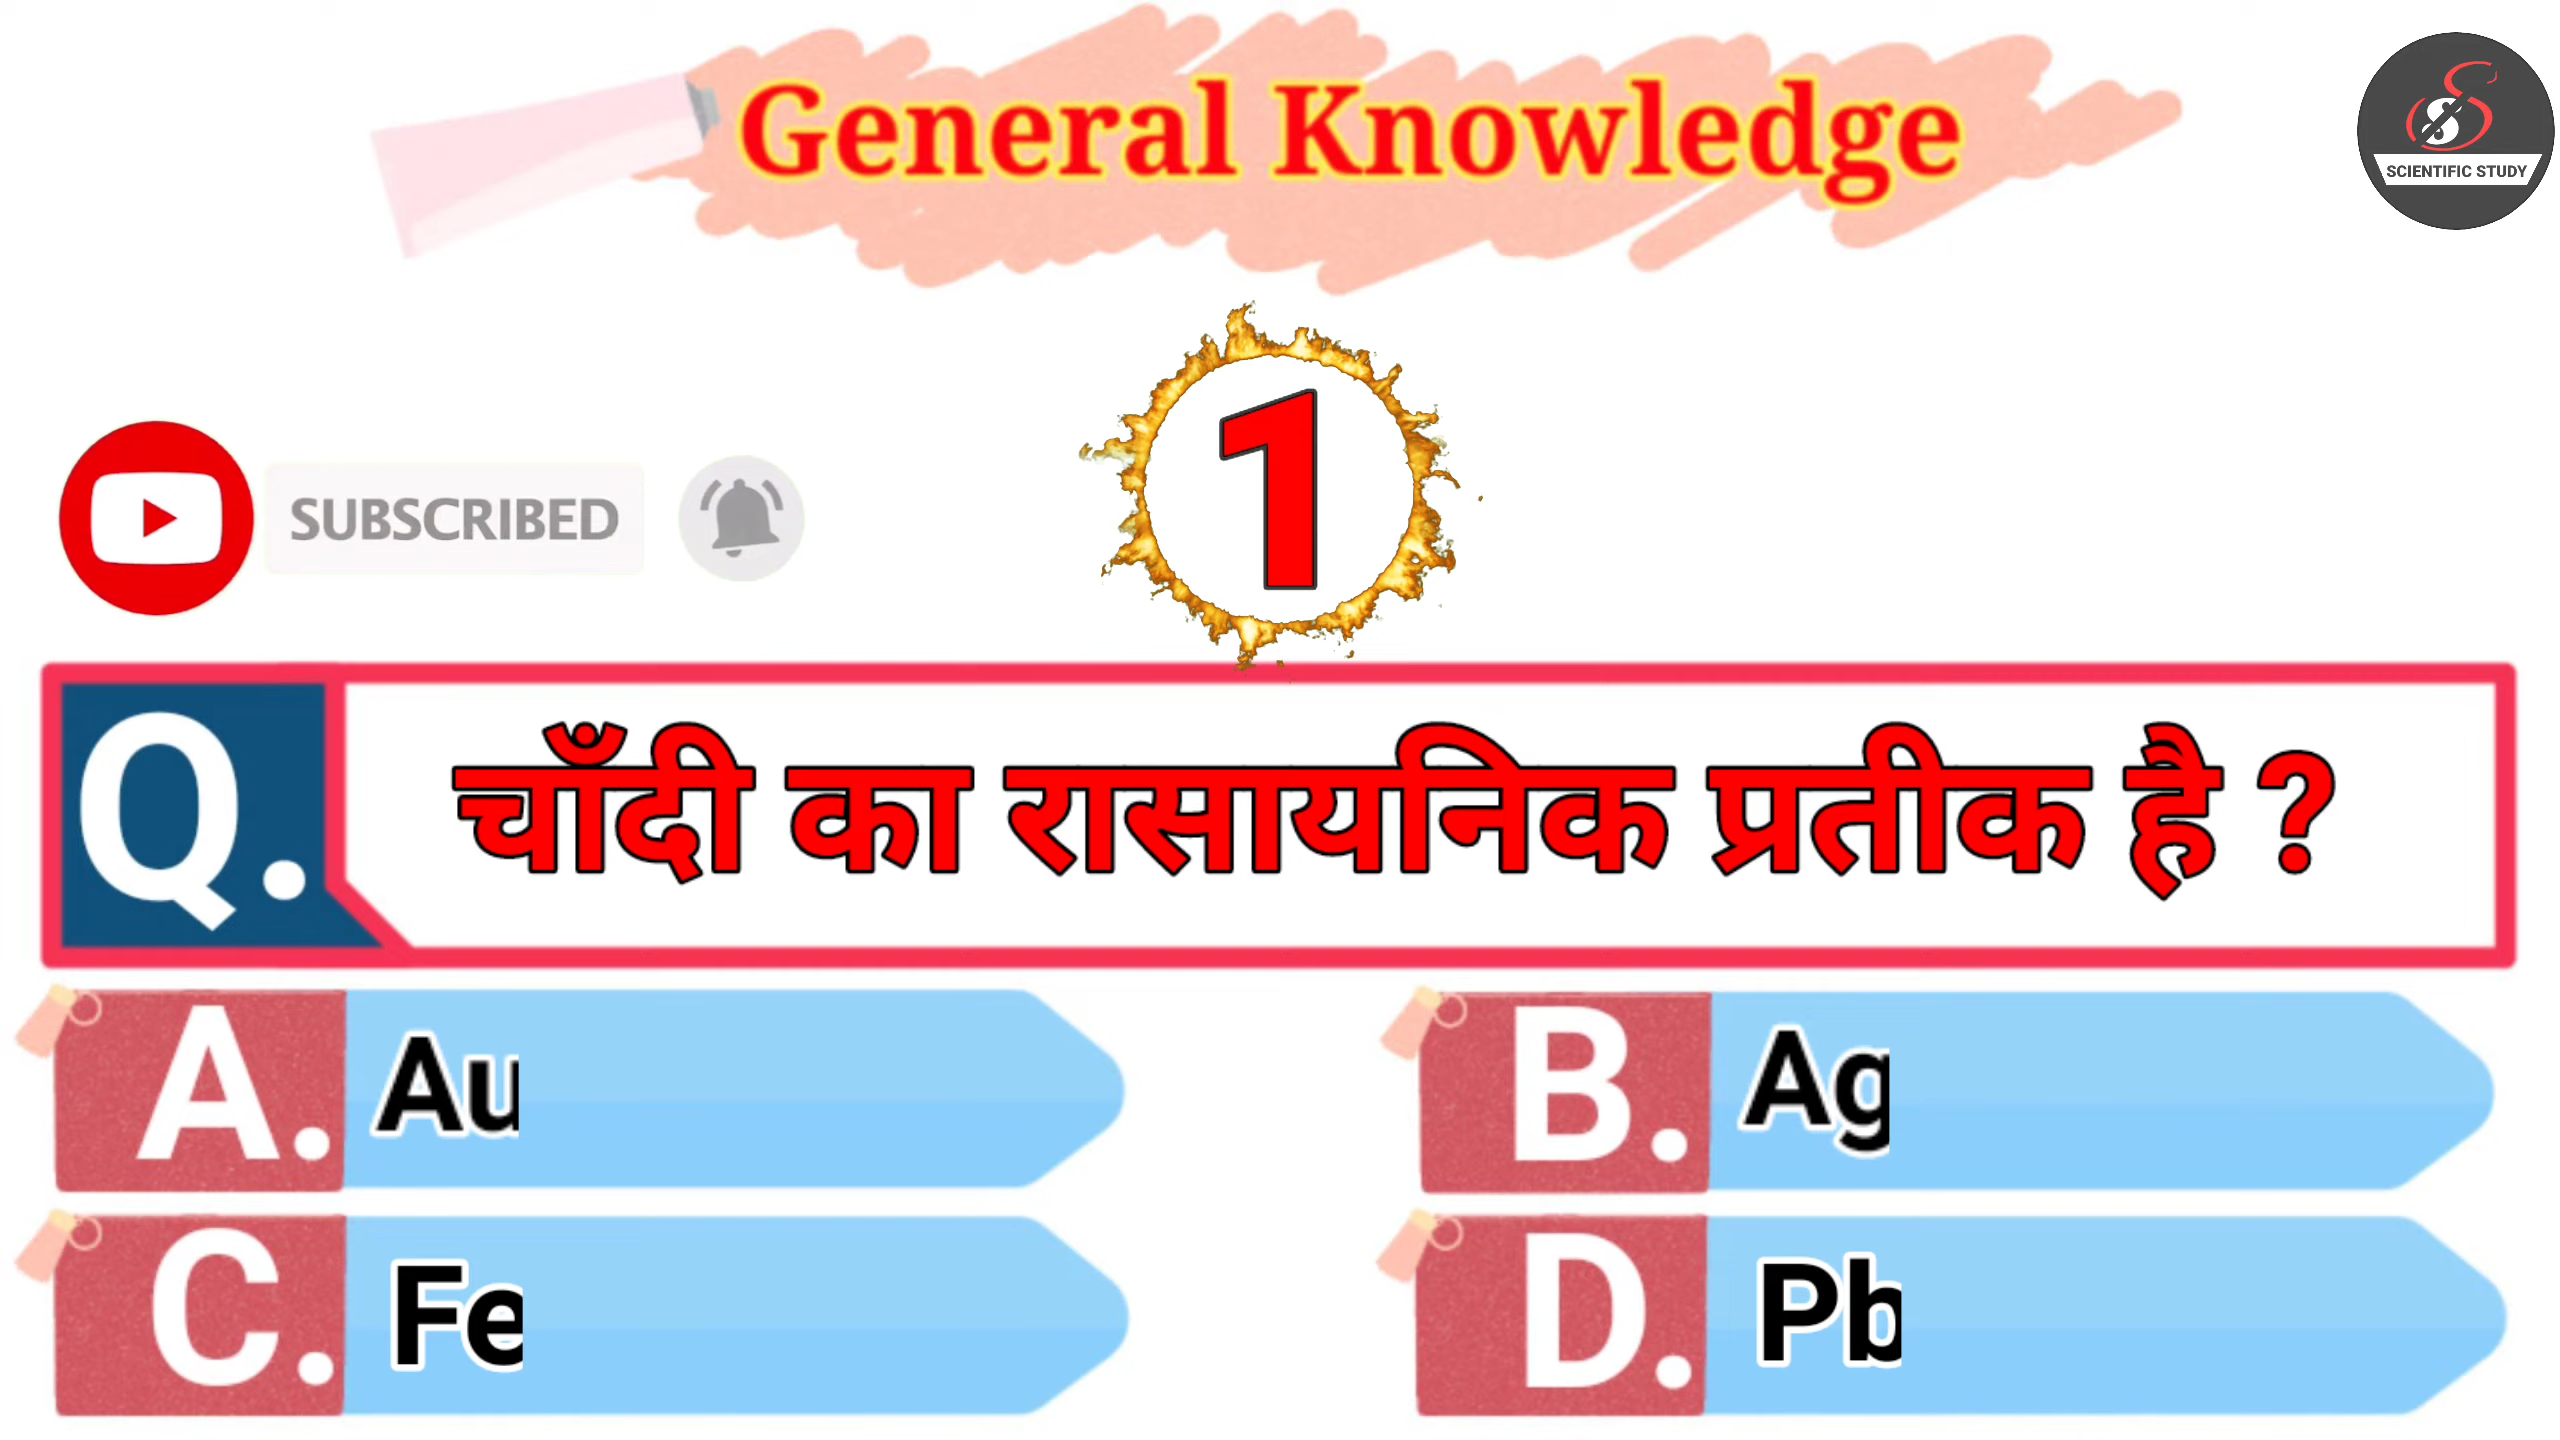 General Knowledge
SCIENTIFIC STUDY
1
SUBSCRIBED
Q. चाँदी का रासायनिक प्रतीक है ?
A. Au
B. Ag
C. Fe
D. Pb